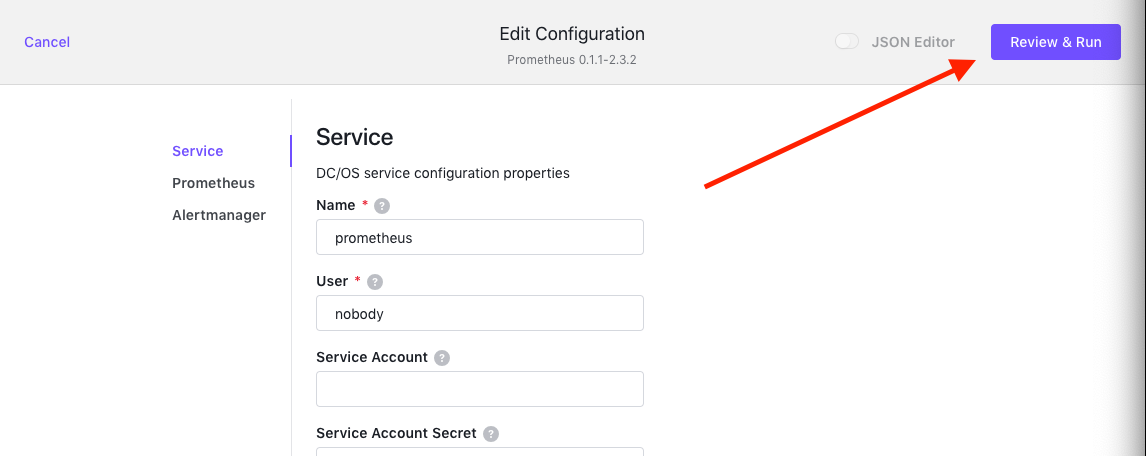 Cancel
Edit Configuration
Prometheus 0.1.1-2.3.2
JSON Editor
Review & Run
Service
Prometheus
Alertmanager
Service
DC/OS service configuration properties
Name * ?
prometheus
User * ?
nobody
Service Account ?
Service Account Secret ?